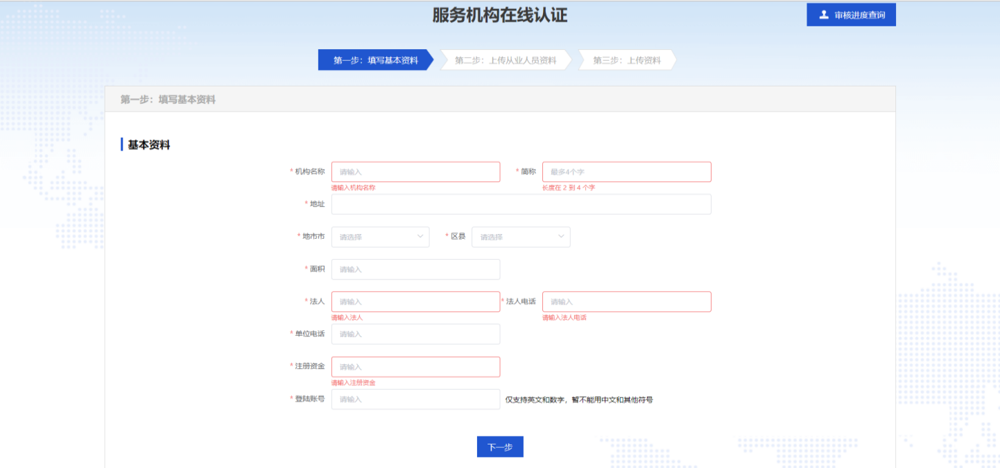 服务机构在线认证
审核进度查询
第一步：填写基本资料 第二步：上传从业人员资料 第三步：上传资料
第一步：填写基本资料
基本资料
* 机构名称 请输入 * 简称 最多4个字
请输入机构名称 长度在 2 到 4 个字
* 地址
* 地市市 请选择 * 区县 请选择
* 面积 请输入
* 法人 请输入 * 法人电话 请输入
请输入法人 请输入法人电话
* 单位电话 请输入
* 注册资金 请输入
请输入注册资金
* 登陆账号 请输入 仅支持英文和数字，暂不能用中文和其他符号
下一步